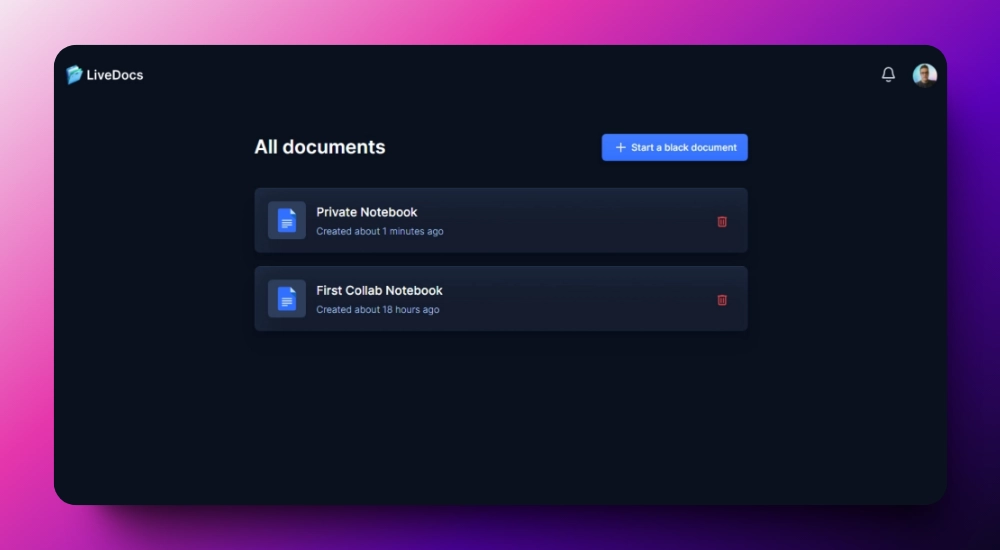 LiveDocs
All documents
Start a black document
Private Notebook
Created about 1 minutes ago
First Collab Notebook
Created about 18 hours ago